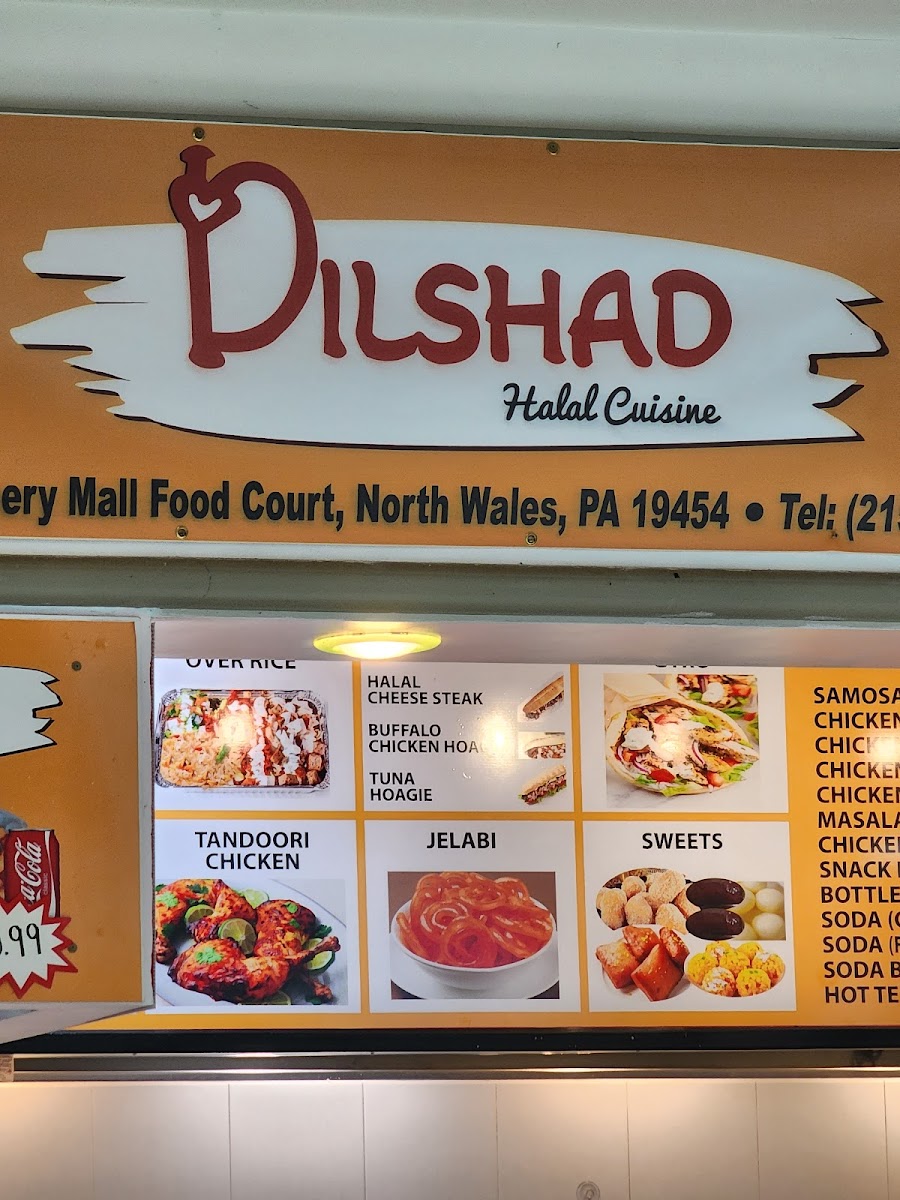 DILSHAD
Halal Cuisine
ery Mall Food Court, North Wales, PA 19454 • Tel: (215
OVER RICE
HALAL
CHEESE STEAK
BUFFALO
CHICKEN HOA
TUNA
HOAGIE
GYRO
TANDOORI
CHICKEN
JELABI
SWEETS
SAMOSA
CHICKEN
CHICK
CHICKEN
CHICKEN
MASALA
CHICKEN
SNACK
BOTTLE
SODA (
SODA (
SODA B
HOT TE
a-Cola
.99